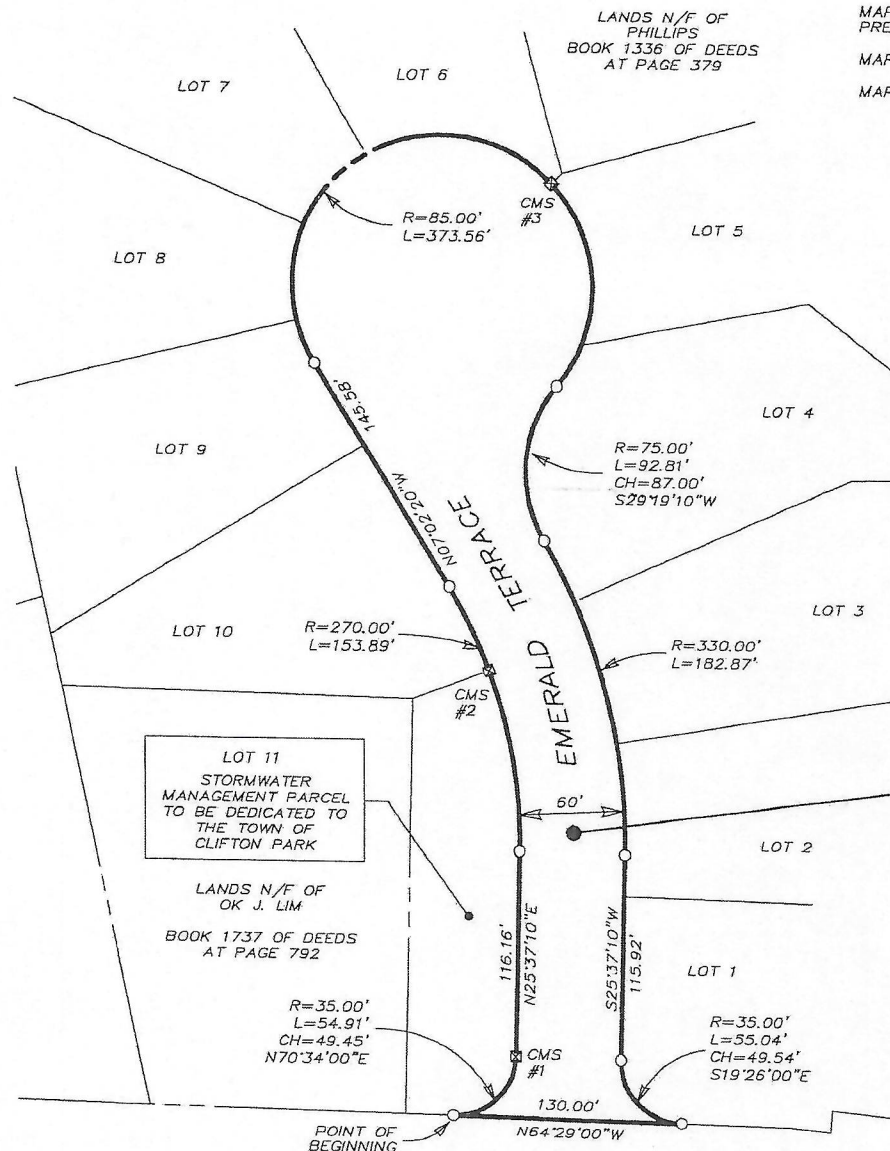 LANDS N/F OF
PHILLIPS
BOOK 1336 OF DEEDS
AT PAGE 379
MAP
PRE
MAP
MAP
LOT 7
LOT 6
CMS
#3
R=85.00'
L=373.56'
LOT 5
LOT 8
145.58'
N07°02'20"W
LOT 4
R=75.00'
L=92.81'
CH=87.00'
S29°19'10"W
LOT 9
EMERALD TERRACE
LOT 3
LOT 10
R=270.00'
L=153.89'
R=330.00'
L=182.87'
CMS
#2
LOT 11
STORMWATER
MANAGEMENT PARCEL
TO BE DEDICATED TO
THE TOWN OF
CLIFTON PARK
60'
LOT 2
LANDS N/F OF
OK J. LIM
BOOK 1737 OF DEEDS
AT PAGE 792
116.16'
N25°37'10"E
S25°37'10"W
115.92'
LOT 1
R=35.00'
L=54.91'
CH=49.45'
N70°34'00"E
R=35.00'
L=55.04'
CH=49.54'
S19°26'00"E
CMS
#1
130.00'
N64°29'00"W
POINT OF
BEGINNING